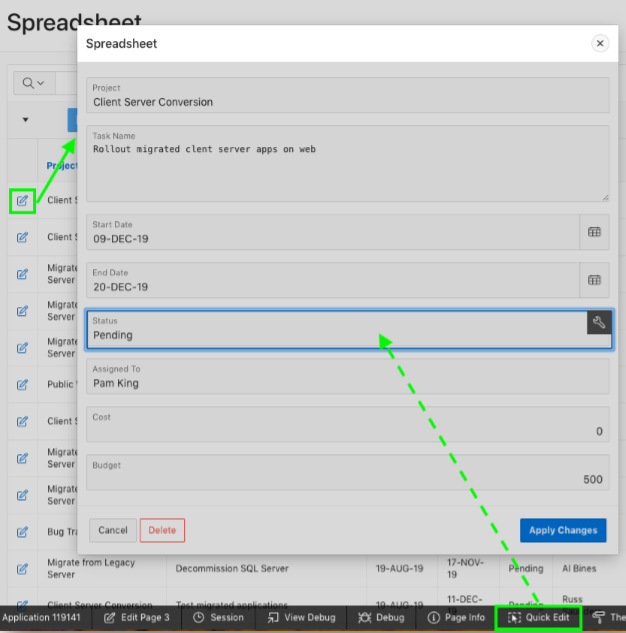 Spreadsheet
Spreadsheet
Project
Client Server Conversion
Task Name
Rollout migrated clent server apps on web
Start Date
09-DEC-19
End Date
20-DEC-19
Status
Pending
Assigned To
Pam King
Cost
0
Budget
500
Cancel
Delete
Apply Changes
Project
Client S
Client S
Migrate
Server
Migrate
Server
Migrate
Server
Public
Client S
Migrate
Server
Migrate
Server
Bug Tra
Migrate from Legacy
Server
Decommission SQL Server
19-AUG-19
17-NOV-
19
Pending
Al Bines
Client Server Conversion
Test migrated applications
19-AUG-19
11-DEC-
19
Pending
Russ
Application 119141
Edit Page 3
Session
View Debug
Debug
Page Info
Quick Edit
The